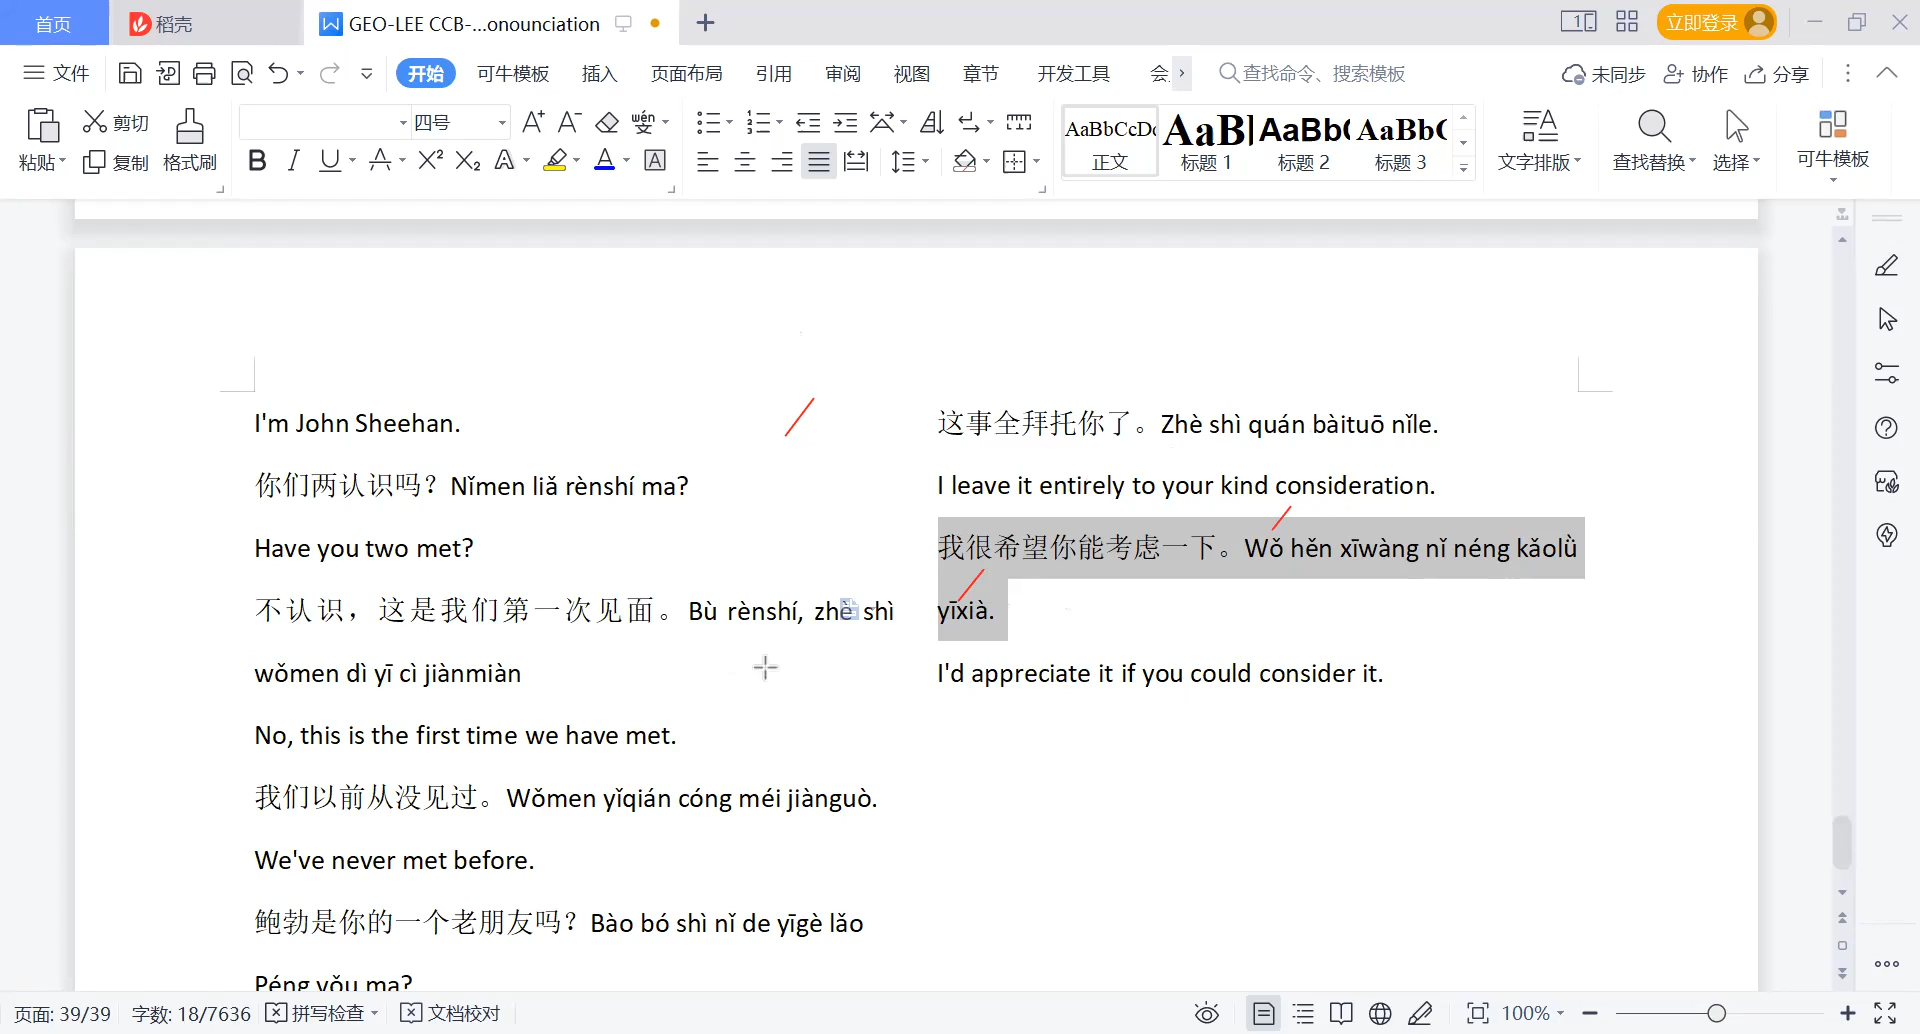 首页
稻壳
GEO-LEE CCB-...onounciation
立即登录
文件
开始
可牛模板
插入
页面布局
引用
审阅
视图
章节
开发工具
会
查找命令、搜索模板
未同步
协作
分享
粘贴
剪切
复制
格式刷
四号
AaBbCcDc
正文
AaBl
标题 1
AaBb(
标题 2
AaBbC
标题 3
文字排版
查找替换
选择
可牛模板
I'm John Sheehan.
你们两认识吗？Nǐmen liǎ rènshí ma?
Have you two met?
不认识，这是我们第一次见面。Bù rènshí, zhè shì
wǒmen dì yī cì jiànmiàn
No, this is the first time we have met.
我们以前从没见过。Wǒmen yǐqián cóng méi jiànguò.
We've never met before.
鲍勃是你的一个老朋友吗？Bào bó shì nǐ de yīgè lǎo
Péng yǒu ma?
这事全拜托你了。Zhè shì quán bàituō nǐle.
I leave it entirely to your kind consideration.
我很希望你能考虑一下。Wǒ hěn xīwàng nǐ néng kǎolǜ
yīxià.
I'd appreciate it if you could consider it.
页面: 39/39
字数: 18/7636
拼写检查
文档校对
100%